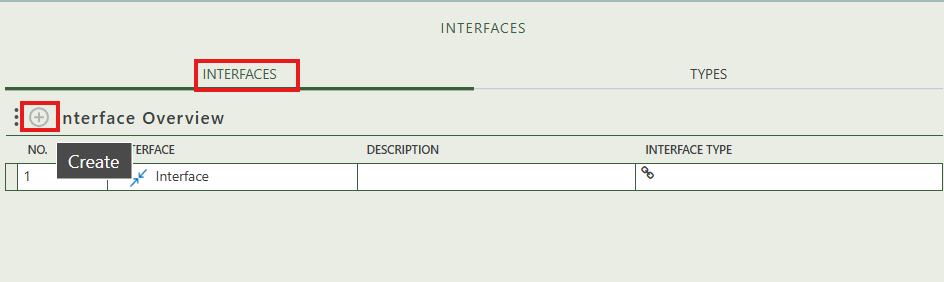 INTERFACES
INTERFACES TYPES
nterface Overview
NO. TERFACE DESCRIPTION INTERFACE TYPE
Create
1 Interface